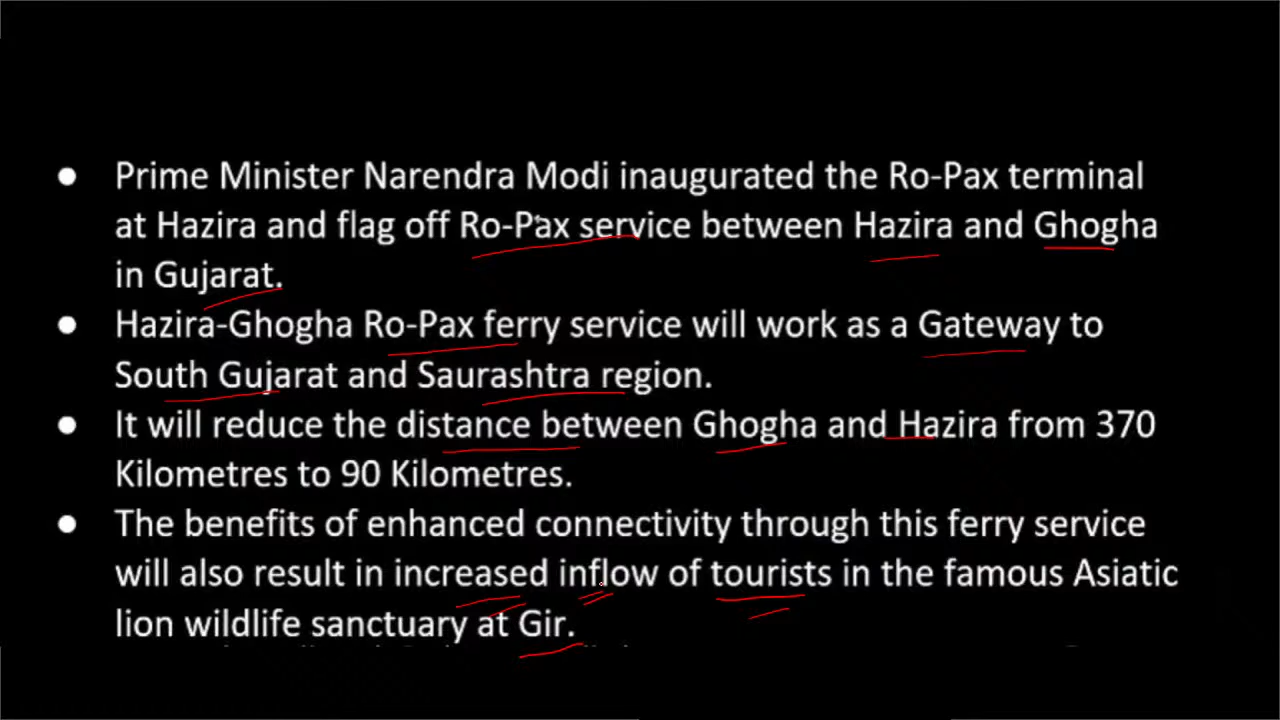 ● Prime Minister Narendra Modi inaugurated the Ro-Pax terminal
at Hazira and flag off Ro-Pax service between Hazira and Ghogha
in Gujarat.
● Hazira-Ghogha Ro-Pax ferry service will work as a Gateway to
South Gujarat and Saurashtra region.
● It will reduce the distance between Ghogha and Hazira from 370
Kilometres to 90 Kilometres.
● The benefits of enhanced connectivity through this ferry service
will also result in increased inflow of tourists in the famous Asiatic
lion wildlife sanctuary at Gir.